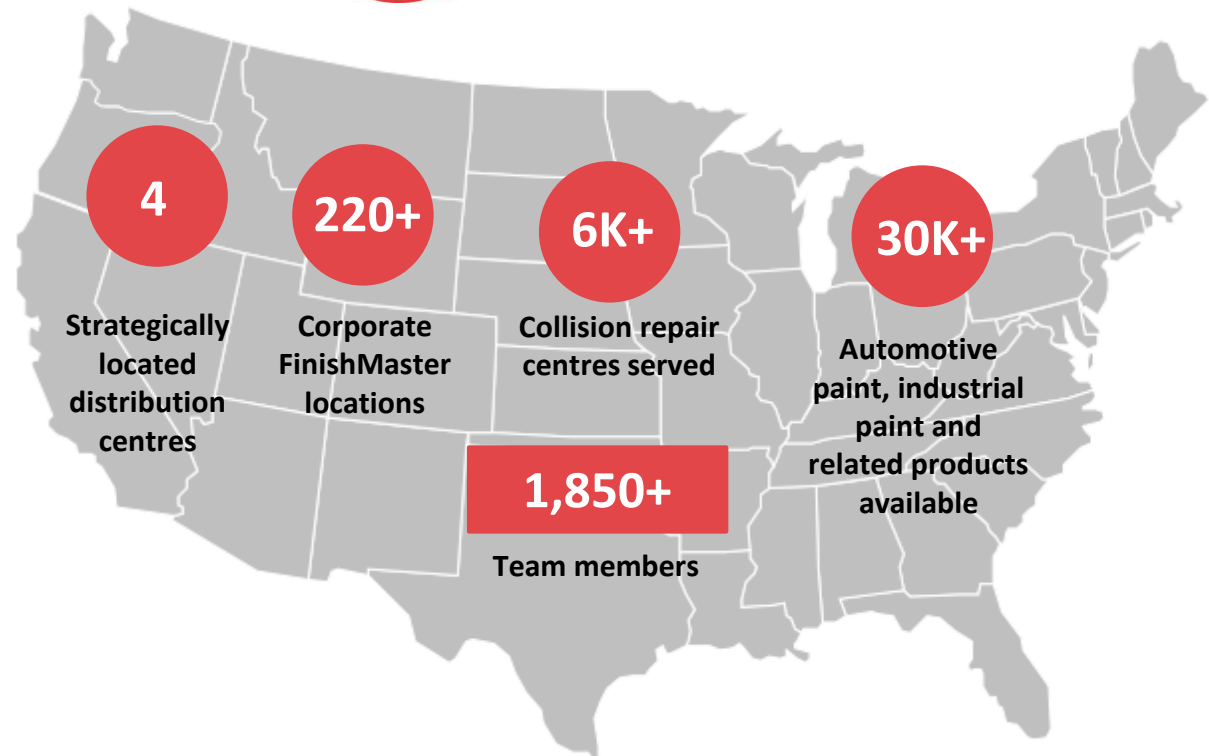 4
Strategically
located
distribution
centres
220+
Corporate
FinishMaster
locations
6K+
Collision repair
centres served
30K+
Automotive
paint, industrial
paint and
related products
available
1,850+
Team members